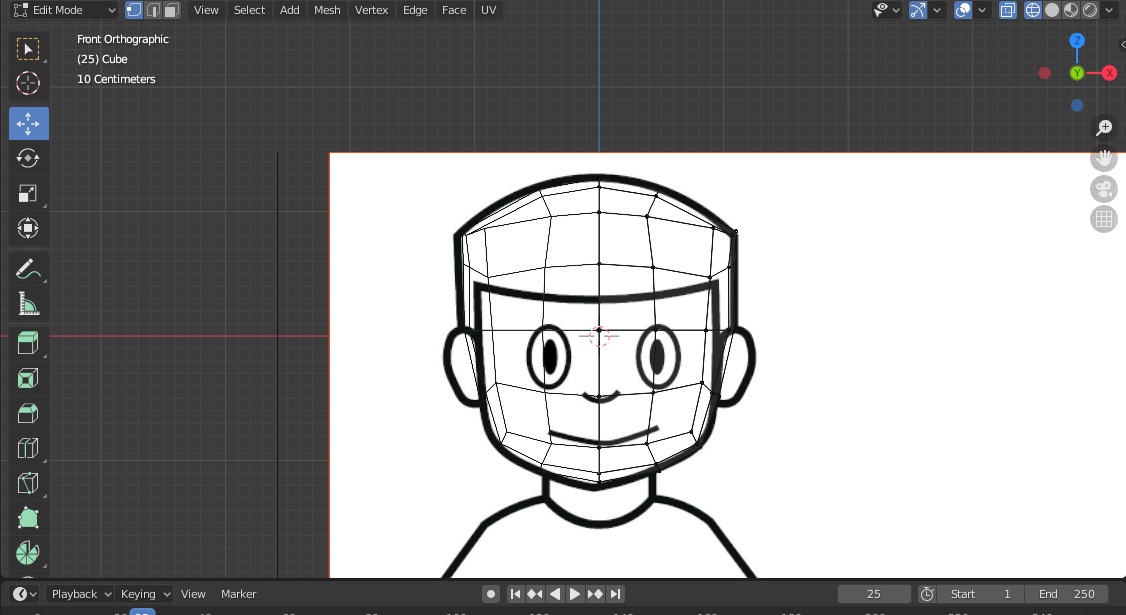 Edit Mode View Select Add Mesh Vertex Edge Face UV
Front Orthographic
(25) Cube
10 Centimeters
Z
Y
X
Playback Keying View Marker 25 Start 1 End 250